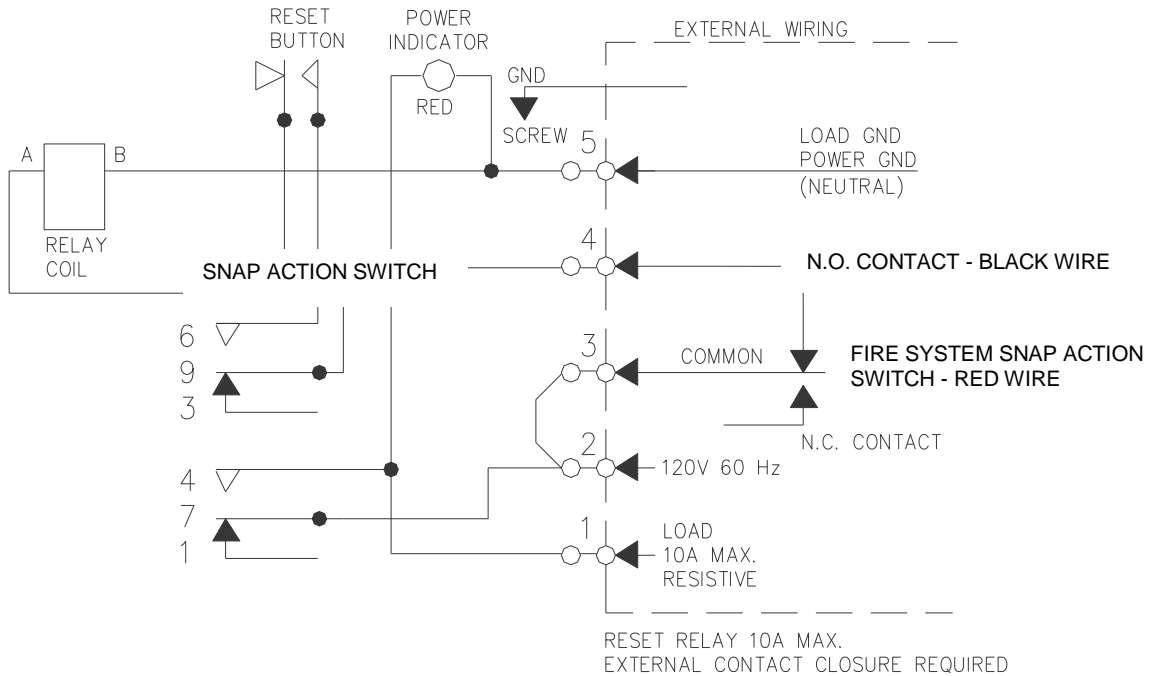 RESET
BUTTON
POWER
INDICATOR
RED
EXTERNAL WIRING
GND
SCREW
5
LOAD GND
POWER GND
(NEUTRAL)
A
B
RELAY
COIL
SNAP ACTION SWITCH
4
N.O. CONTACT - BLACK WIRE
6
9
3
3
COMMON
FIRE SYSTEM SNAP ACTION
SWITCH - RED WIRE
N.C. CONTACT
4
7
1
2
120V 60 Hz
1
LOAD
10A MAX.
RESISTIVE
RESET RELAY 10A MAX.
EXTERNAL CONTACT CLOSURE REQUIRED